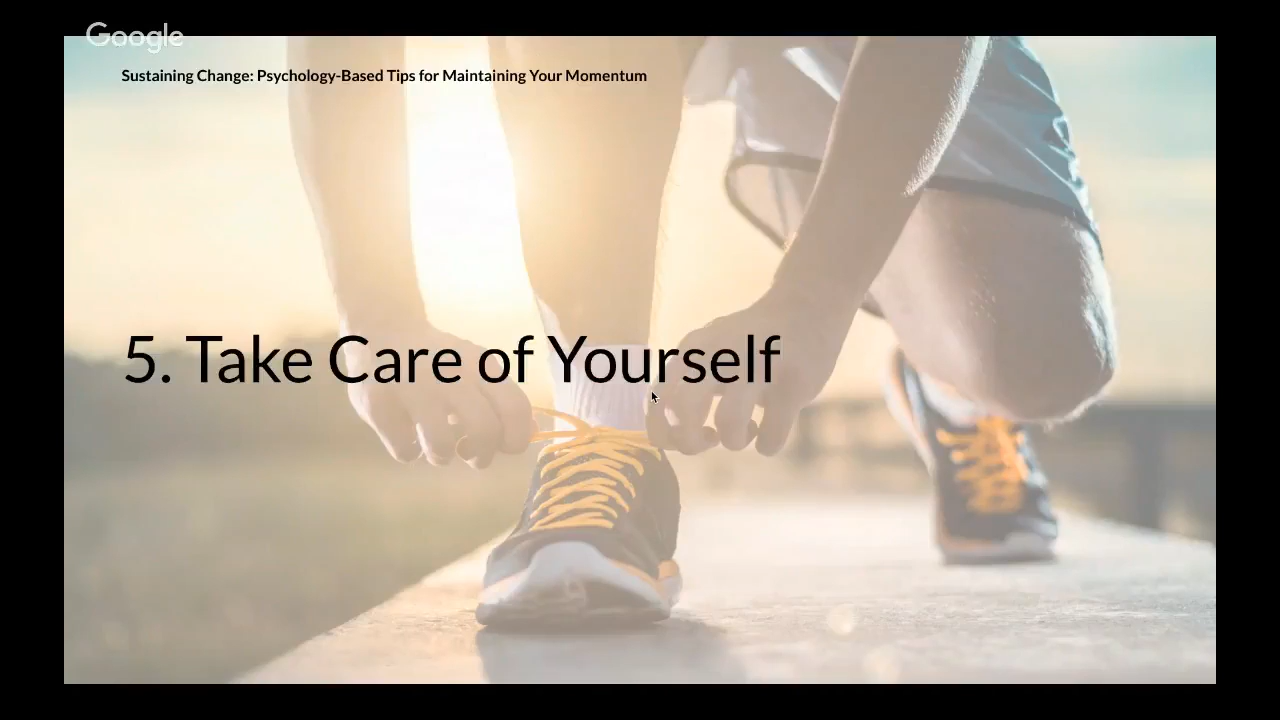 Google
Sustaining Change: Psychology-Based Tips for Maintaining Your Momentum
5. Take Care of Yourself